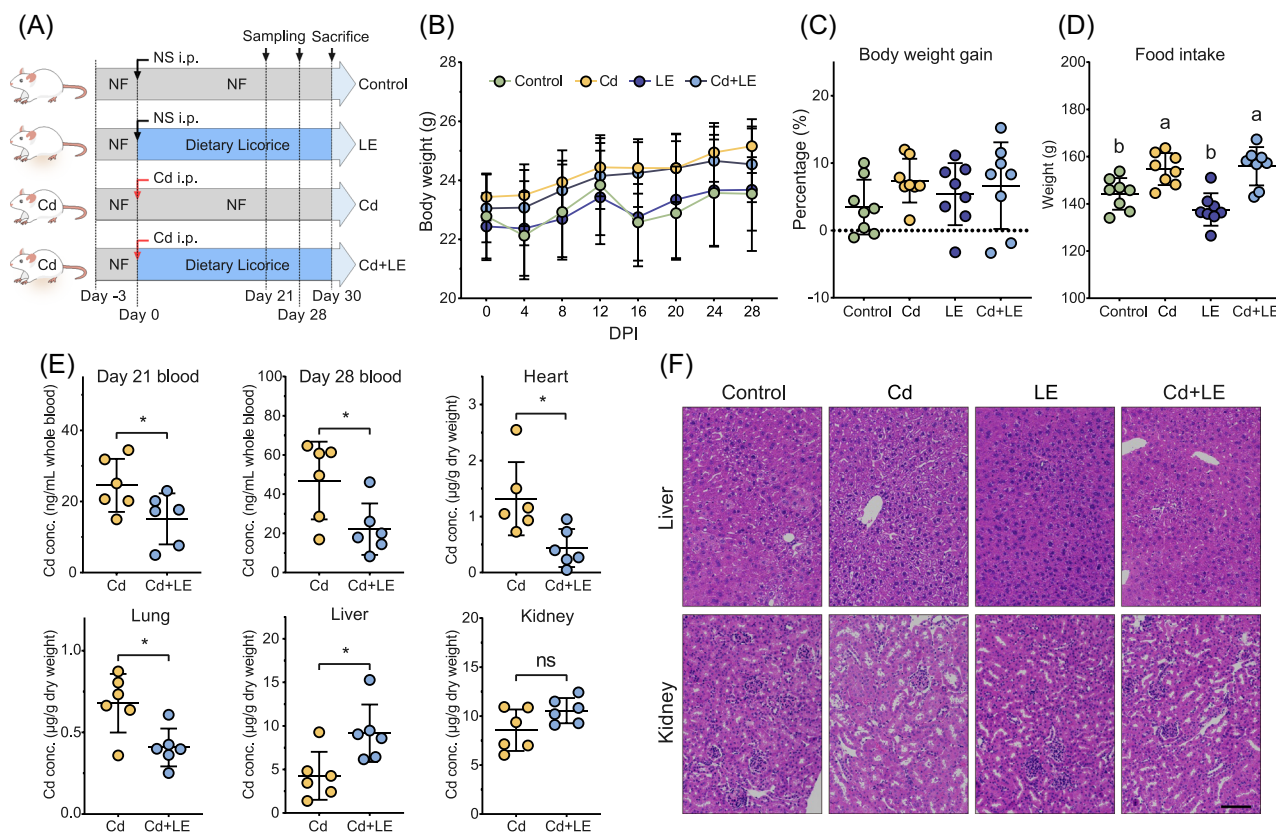 (A)
Sampling Sacrifice
NS i.p.
NF NF Control
NS i.p.
NF Dietary Licorice LE
Cd i.p.
Cd NF NF Cd
Cd i.p.
Cd NF Dietary Licorice Cd+LE
Day -3 Day 21 Day 30
Day 0 Day 28
(B)
Control Cd LE Cd+LE
Body weight (g)
28
26
24
22
20
0 4 8 12 16 20 24 28
DPI
(C)
Body weight gain
Percentage (%)
20
10
0
-10
Control Cd LE Cd+LE
(D)
Food intake
Weight (g)
200
180
160
140
120
100
b a b a
Control Cd LE Cd+LE
(E)
Day 21 blood
Cd conc. (ng/mL whole blood)
40
20
0
*
Cd Cd+LE
Day 28 blood
Cd conc. (ng/mL whole blood)
100
80
60
40
20
0
*
Cd Cd+LE
Heart
Cd conc. (μg/g dry weight)
3
2
1
0
*
Cd Cd+LE
Lung
Cd conc. (μg/g dry weight)
1.0
0.5
0.0
*
Cd Cd+LE
Liver
Cd conc. (μg/g dry weight)
20
15
10
5
0
*
Cd Cd+LE
Kidney
Cd conc. (μg/g dry weight)
20
15
10
5
0
ns
Cd Cd+LE
(F)
Control Cd LE Cd+LE
Liver
Kidney